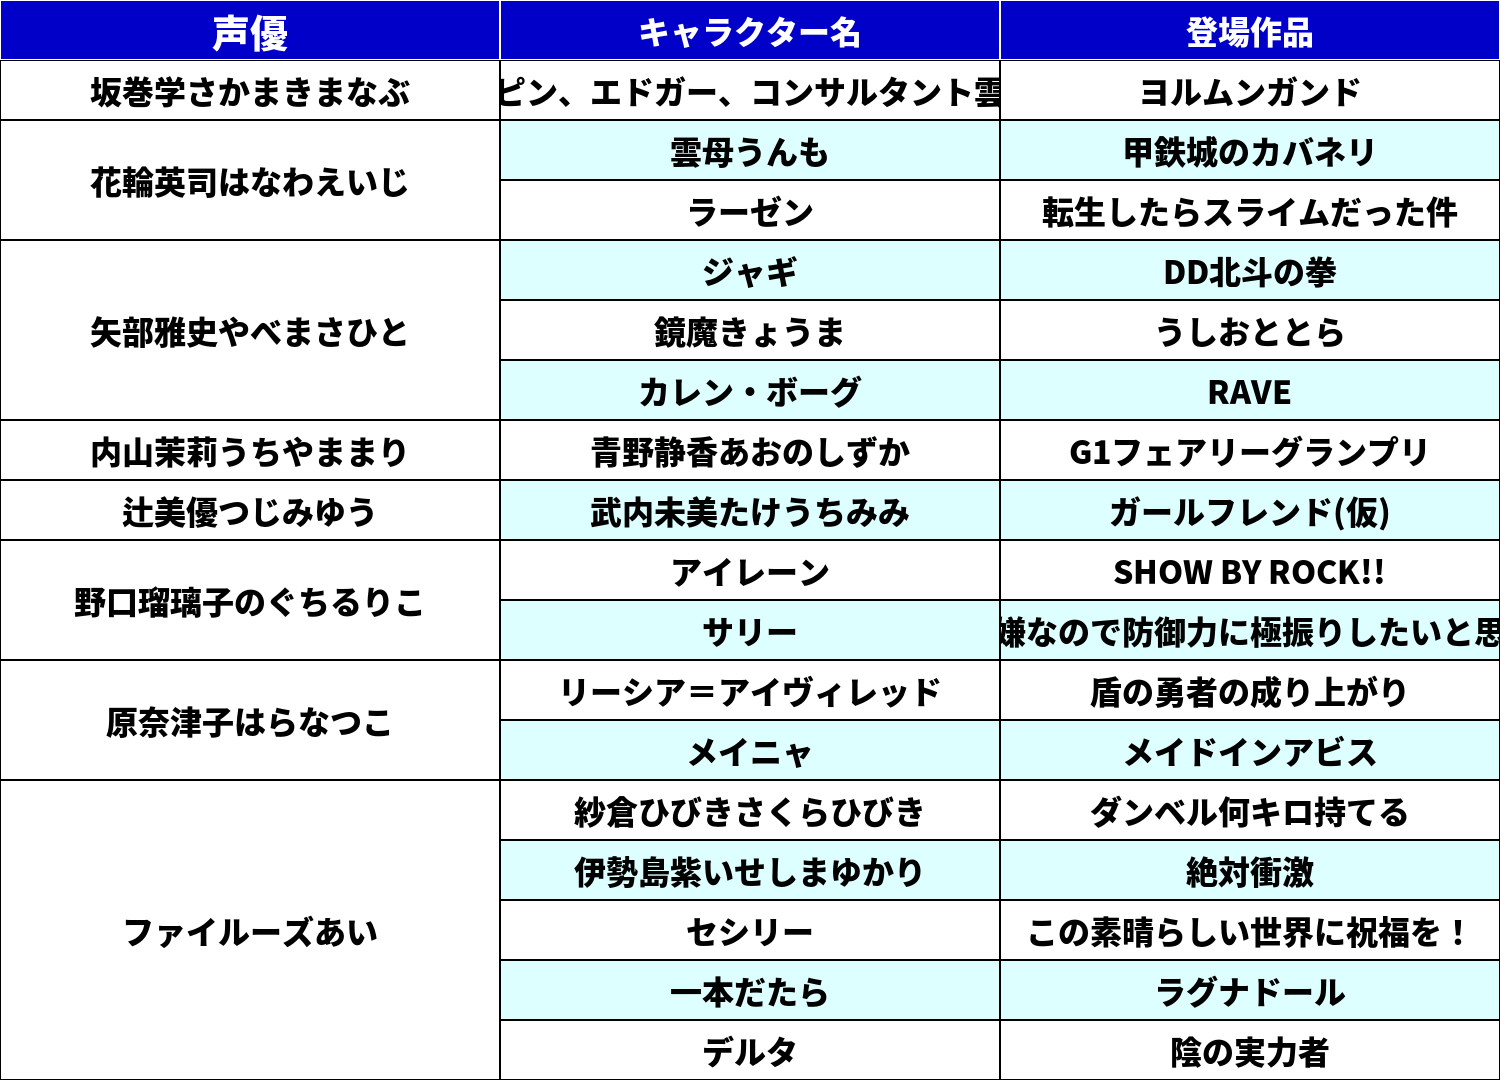 声優 キャラクター名 登場作品
坂巻学さかまきまなぶ ピン、エドガー、コンサルタント雲 ヨルムンガンド
花輪英司はなわえいじ 雲母うんも 甲鉄城のカバネリ
ラーゼン 転生したらスライムだった件
矢部雅史やべまさひと ジャギ DD北斗の拳
鏡魔きょうま うしおととら
カレン・ボーグ RAVE
内山茉莉うちやままり 青野静香あおのしずか G1フェアリーグランプリ
辻美優つじみゆう 武内未美たけうちみみ ガールフレンド(仮)
野口瑠璃子のぐちるりこ アイレーン SHOW BY ROCK!!
サリー 嫌なので防御力に極振りしたいと思
原奈津子はらなつこ リーシア＝アイヴィレッド 盾の勇者の成り上がり
メイニャ メイドインアビス
ファイルーズあい 紗倉ひびきさくらひびき ダンベル何キロ持てる
伊勢島紫いせしまゆかり 絶対衝激
セシリー この素晴らしい世界に祝福を！
一本だたら ラグナドール
デルタ 陰の実力者